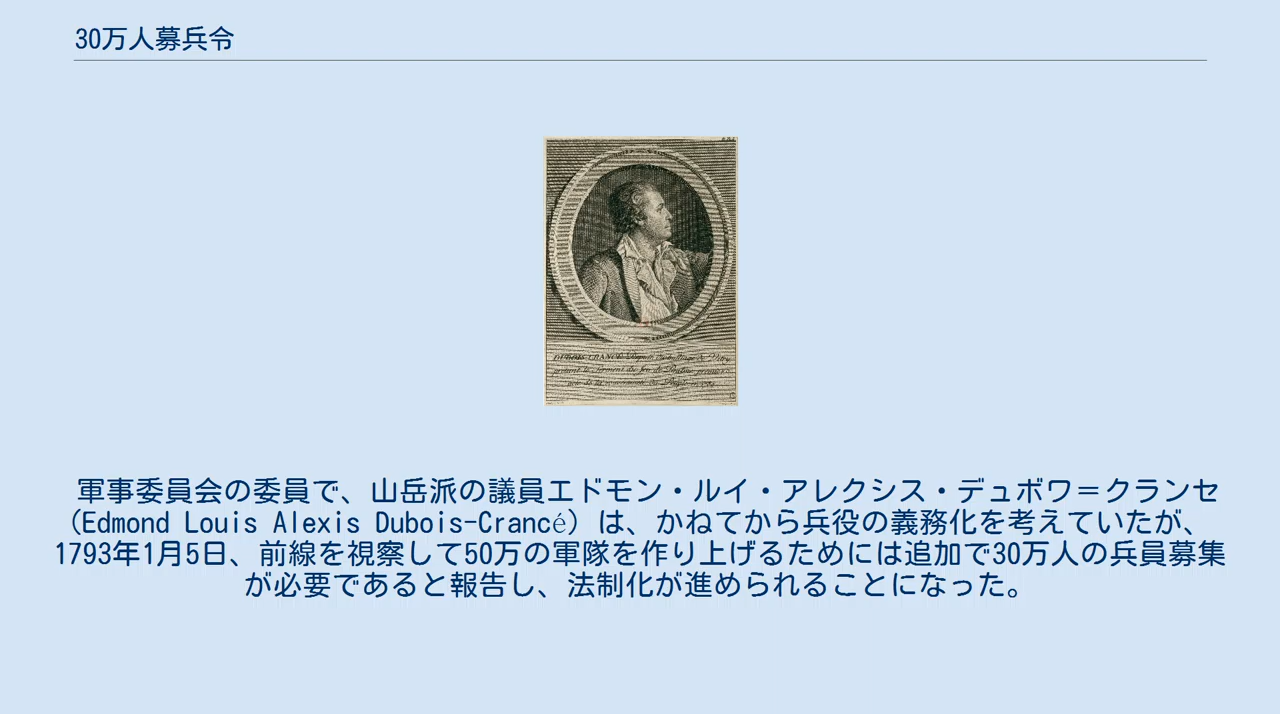 30万人募兵令
DUBOIS CRANCÉ Député
軍事委員会の委員で、山岳派の議員エドモン・ルイ・アレクシス・デュボワ＝クランセ
（Edmond Louis Alexis Dubois-Crancé）は、かねてから兵役の義務化を考えていたが、
1793年1月5日、前線を視察して50万の軍隊を作り上げるためには追加で30万人の兵員募集
が必要であると報告し、法制化が進められることになった。